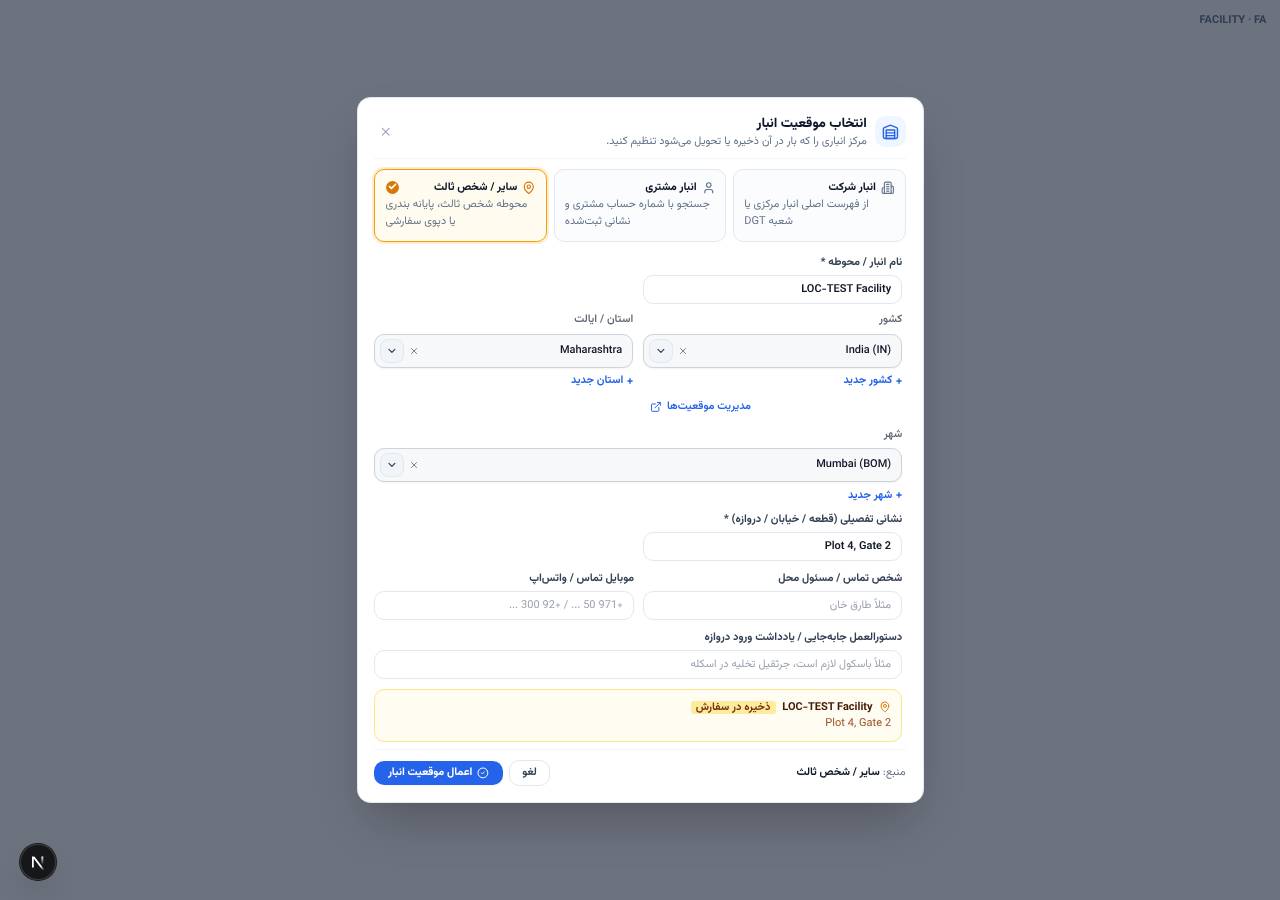 FACILITY · FA
انتخاب موقعیت انبار
مرکز انباری را که بار در آن ذخیره یا تحویل می‌شود تنظیم کنید.
انبار شرکت
از فهرست اصلی انبار مرکزی یا
شعبه DGT
انبار مشتری
جستجو با شماره حساب مشتری و
نشانی ثبت‌شده
سایر / شخص ثالث
محوطه شخص ثالث، پایانه بندری
یا دپوی سفارشی
نام انبار / محوطه *
LOC-TEST Facility
کشور
استان / ایالت
India (IN)
Maharashtra
+ کشور جدید
+ استان جدید
مدیریت موقعیت‌ها
شهر
Mumbai (BOM)
+ شهر جدید
نشانی تفصیلی (قطعه / خیابان / دروازه) *
Plot 4, Gate 2
شخص تماس / مسئول محل
موبایل تماس / واتس‌اپ
مثلاً طارق خان
+971 50 ... / +92 300 ...
دستورالعمل جابه‌جایی / یادداشت ورود دروازه
مثلاً باسکول لازم است، جرثقیل تخلیه در اسکله
LOC-TEST Facility ذخیره در سفارش
Plot 4, Gate 2
منبع: سایر / شخص ثالث
لغو
اعمال موقعیت انبار
N